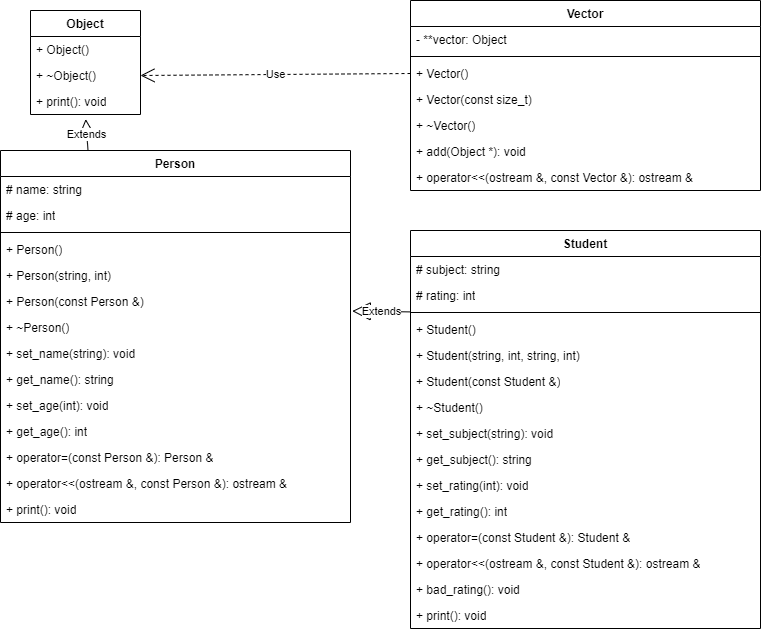 Object
+ Object()
+ ~Object()
+ print(): void
Extends
Use
Vector
- **vector: Object
+ Vector()
+ Vector(const size_t)
+ ~Vector()
+ add(Object *): void
+ operator<<(ostream &, const Vector &): ostream &
Person
# name: string
# age: int
+ Person()
+ Person(string, int)
+ Person(const Person &)
+ ~Person()
+ set_name(string): void
+ get_name(): string
+ set_age(int): void
+ get_age(): int
+ operator=(const Person &): Person &
+ operator<<(ostream &, const Person &): ostream &
+ print(): void
Extends
Student
# subject: string
# rating: int
+ Student()
+ Student(string, int, string, int)
+ Student(const Student &)
+ ~Student()
+ set_subject(string): void
+ get_subject(): string
+ set_rating(int): void
+ get_rating(): int
+ operator=(const Student &): Student &
+ operator<<(ostream &, const Student &): ostream &
+ bad_rating(): void
+ print(): void